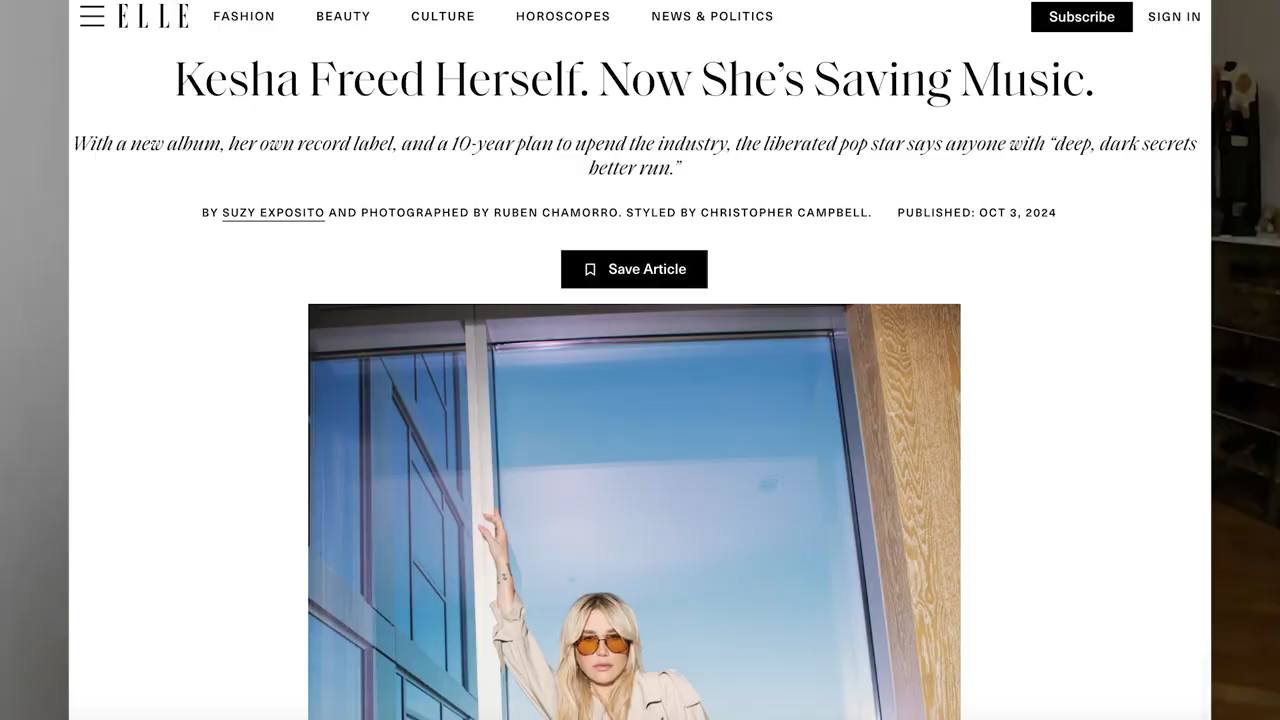 ELLE FASHION BEAUTY CULTURE HOROSCOPES NEWS & POLITICS Subscribe SIGN IN
Kesha Freed Herself. Now She’s Saving Music.
With a new album, her own record label, and a 10-year plan to upend the industry, the liberated pop star says anyone with “deep, dark secrets
better run.”
BY SUZY EXPOSITO AND PHOTOGRAPHED BY RUBEN CHAMORRO. STYLED BY CHRISTOPHER CAMPBELL. PUBLISHED: OCT 3, 2024
Save Article